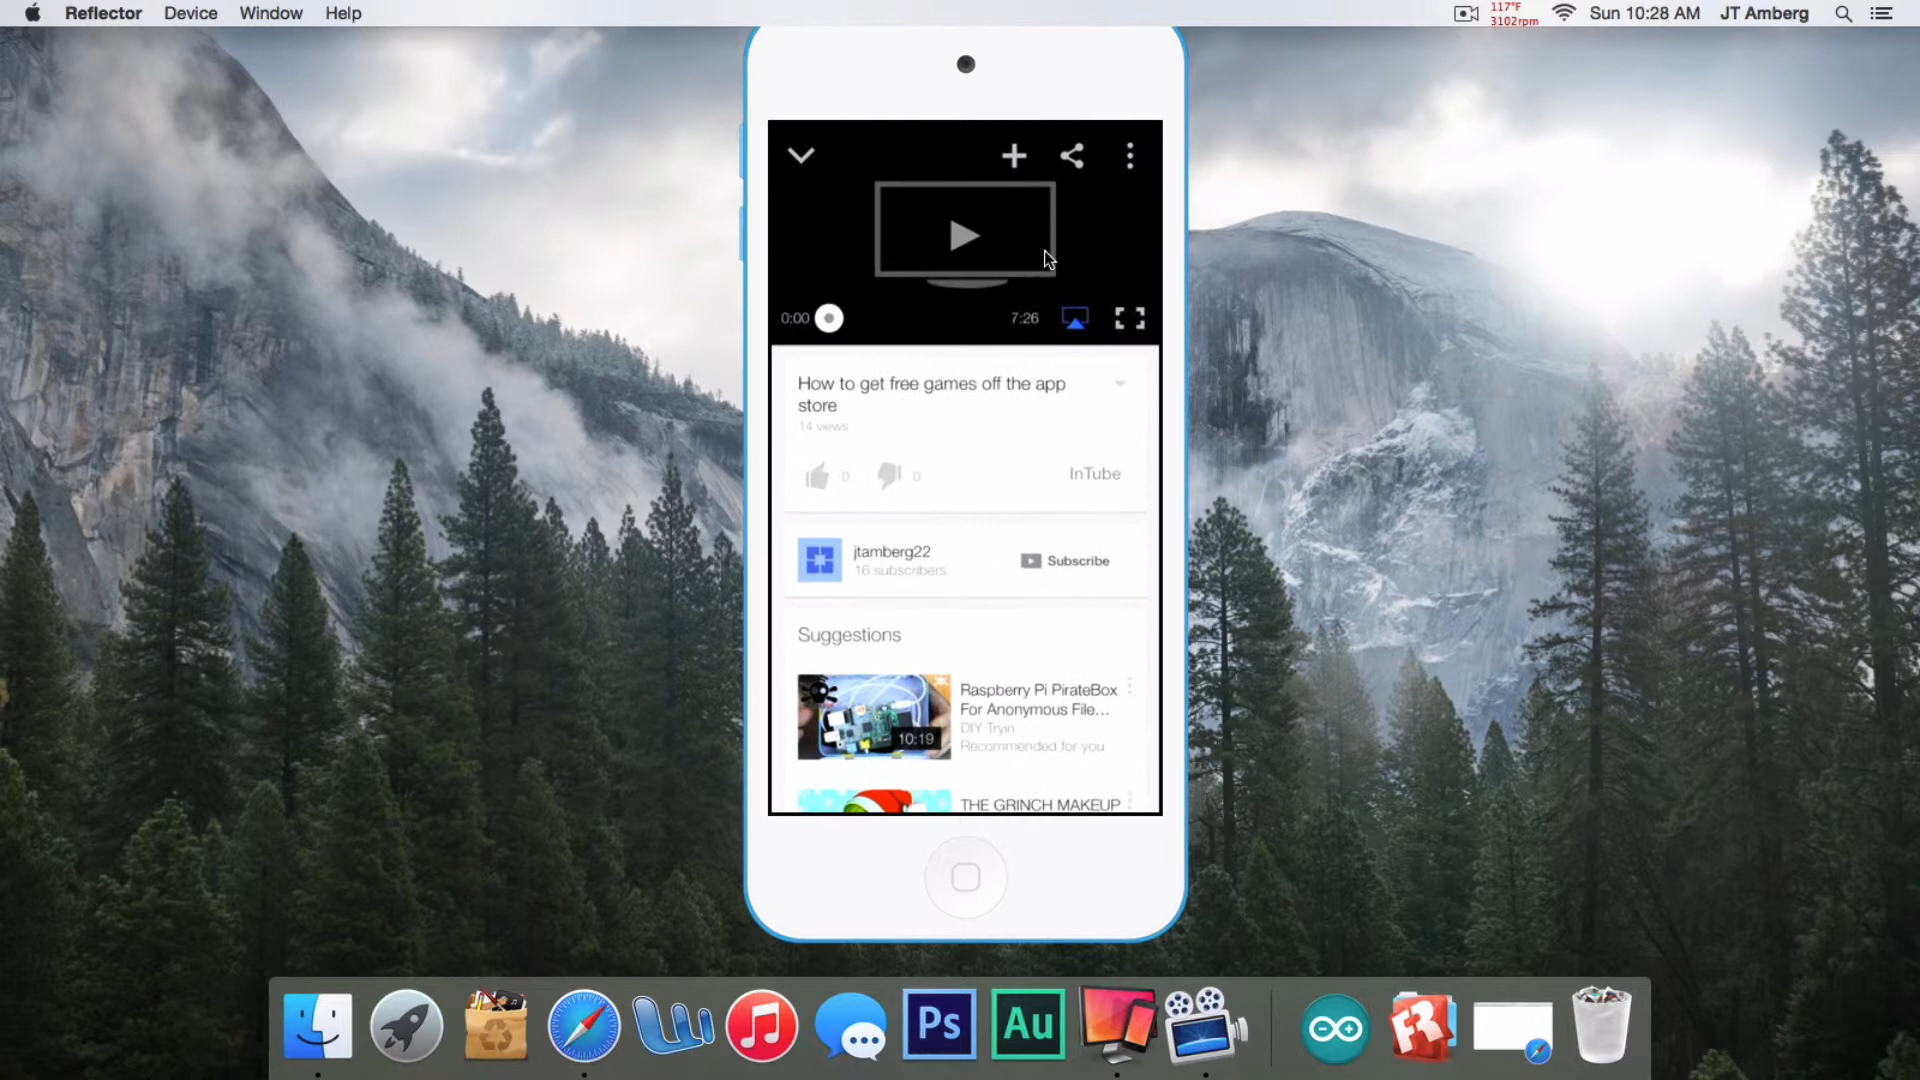 Reflector Device Window Help
117°F
3102rpm
Sun 10:28 AM JT Amberg
0:00 7:26
How to get free games off the app
store
14 views
0 0 InTube
jtamberg22
16 subscribers
Subscribe
Suggestions
Raspberry Pi PirateBox
For Anonymous File...
DIY Tryin
Recommended for you
10:19
THE GRINCH MAKEUP
Ps Au
FR